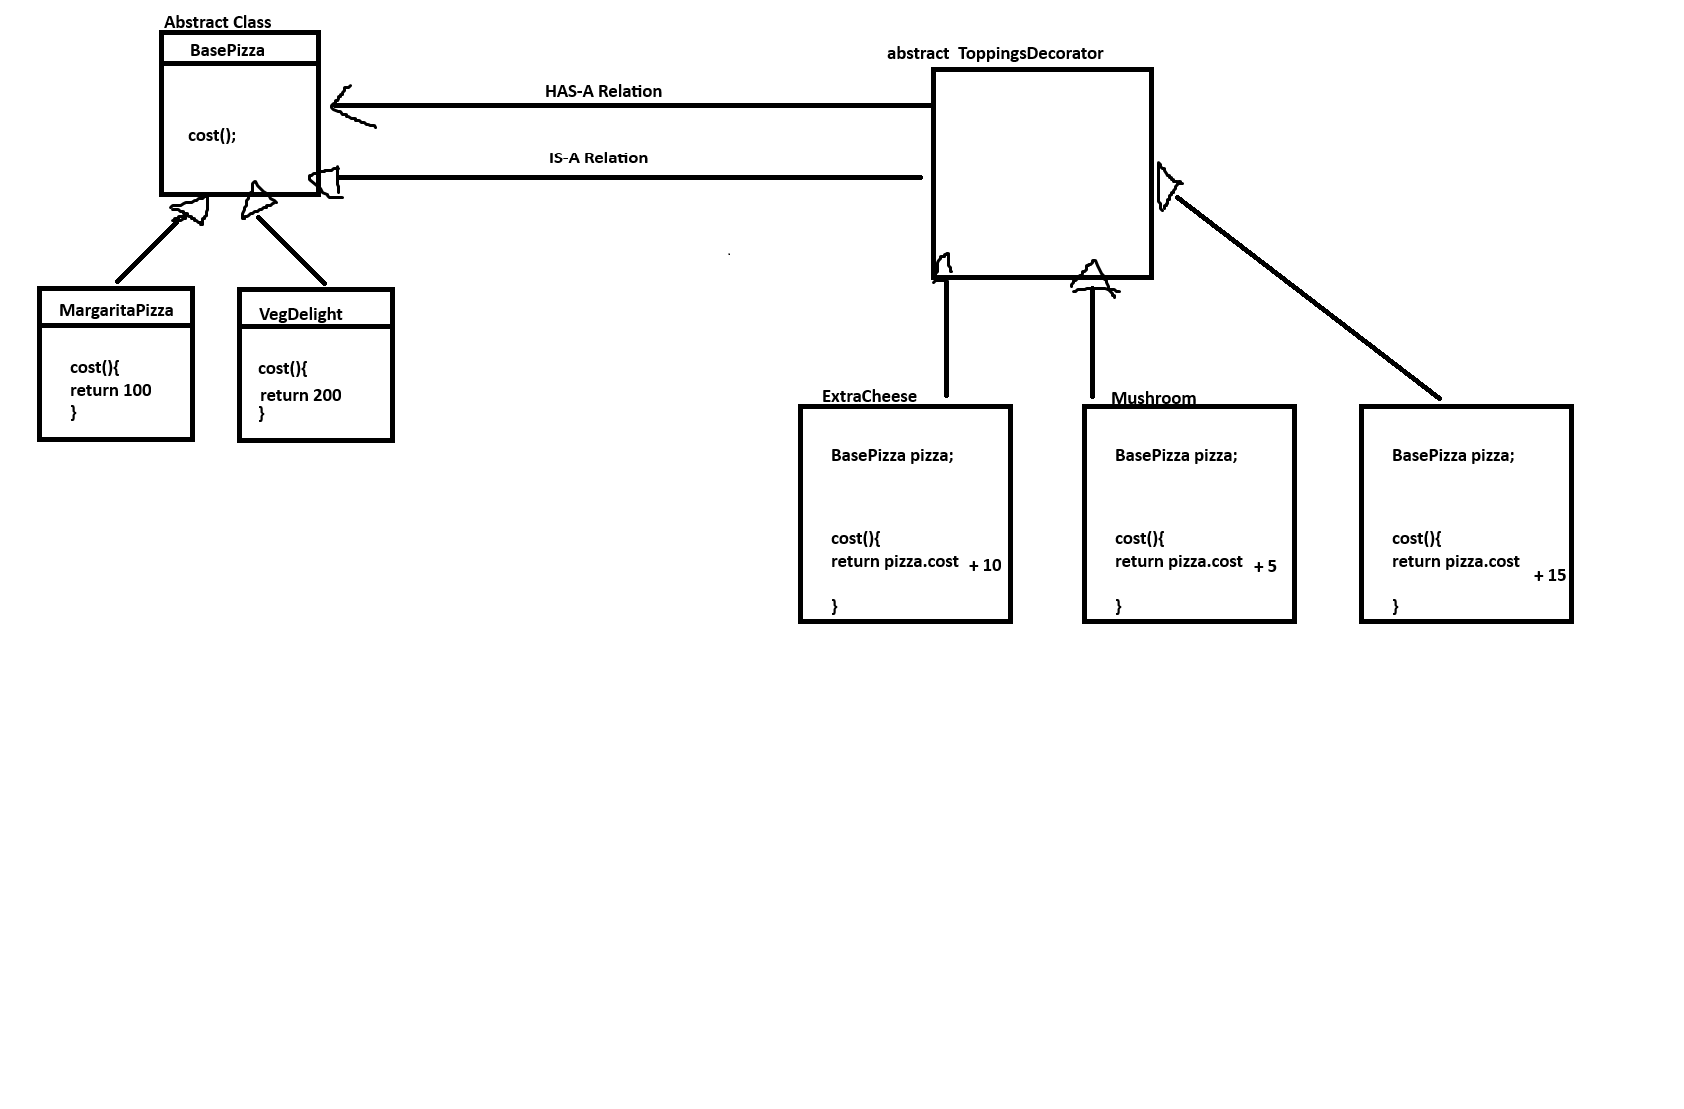 Abstract Class
BasePizza
cost();
HAS-A Relation
IS-A Relation
abstract  ToppingsDecorator
MargaritaPizza
cost(){
return 100
}
VegDelight
cost(){
return 200
}
ExtraCheese
BasePizza pizza;
cost(){
return pizza.cost + 10
}
Mushroom
BasePizza pizza;
cost(){
return pizza.cost + 5
}
BasePizza pizza;
cost(){
return pizza.cost + 15
}